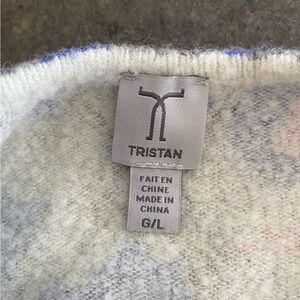 TRISTAN
FAIT EN
CHINE
MADE IN
CHINA
G/L